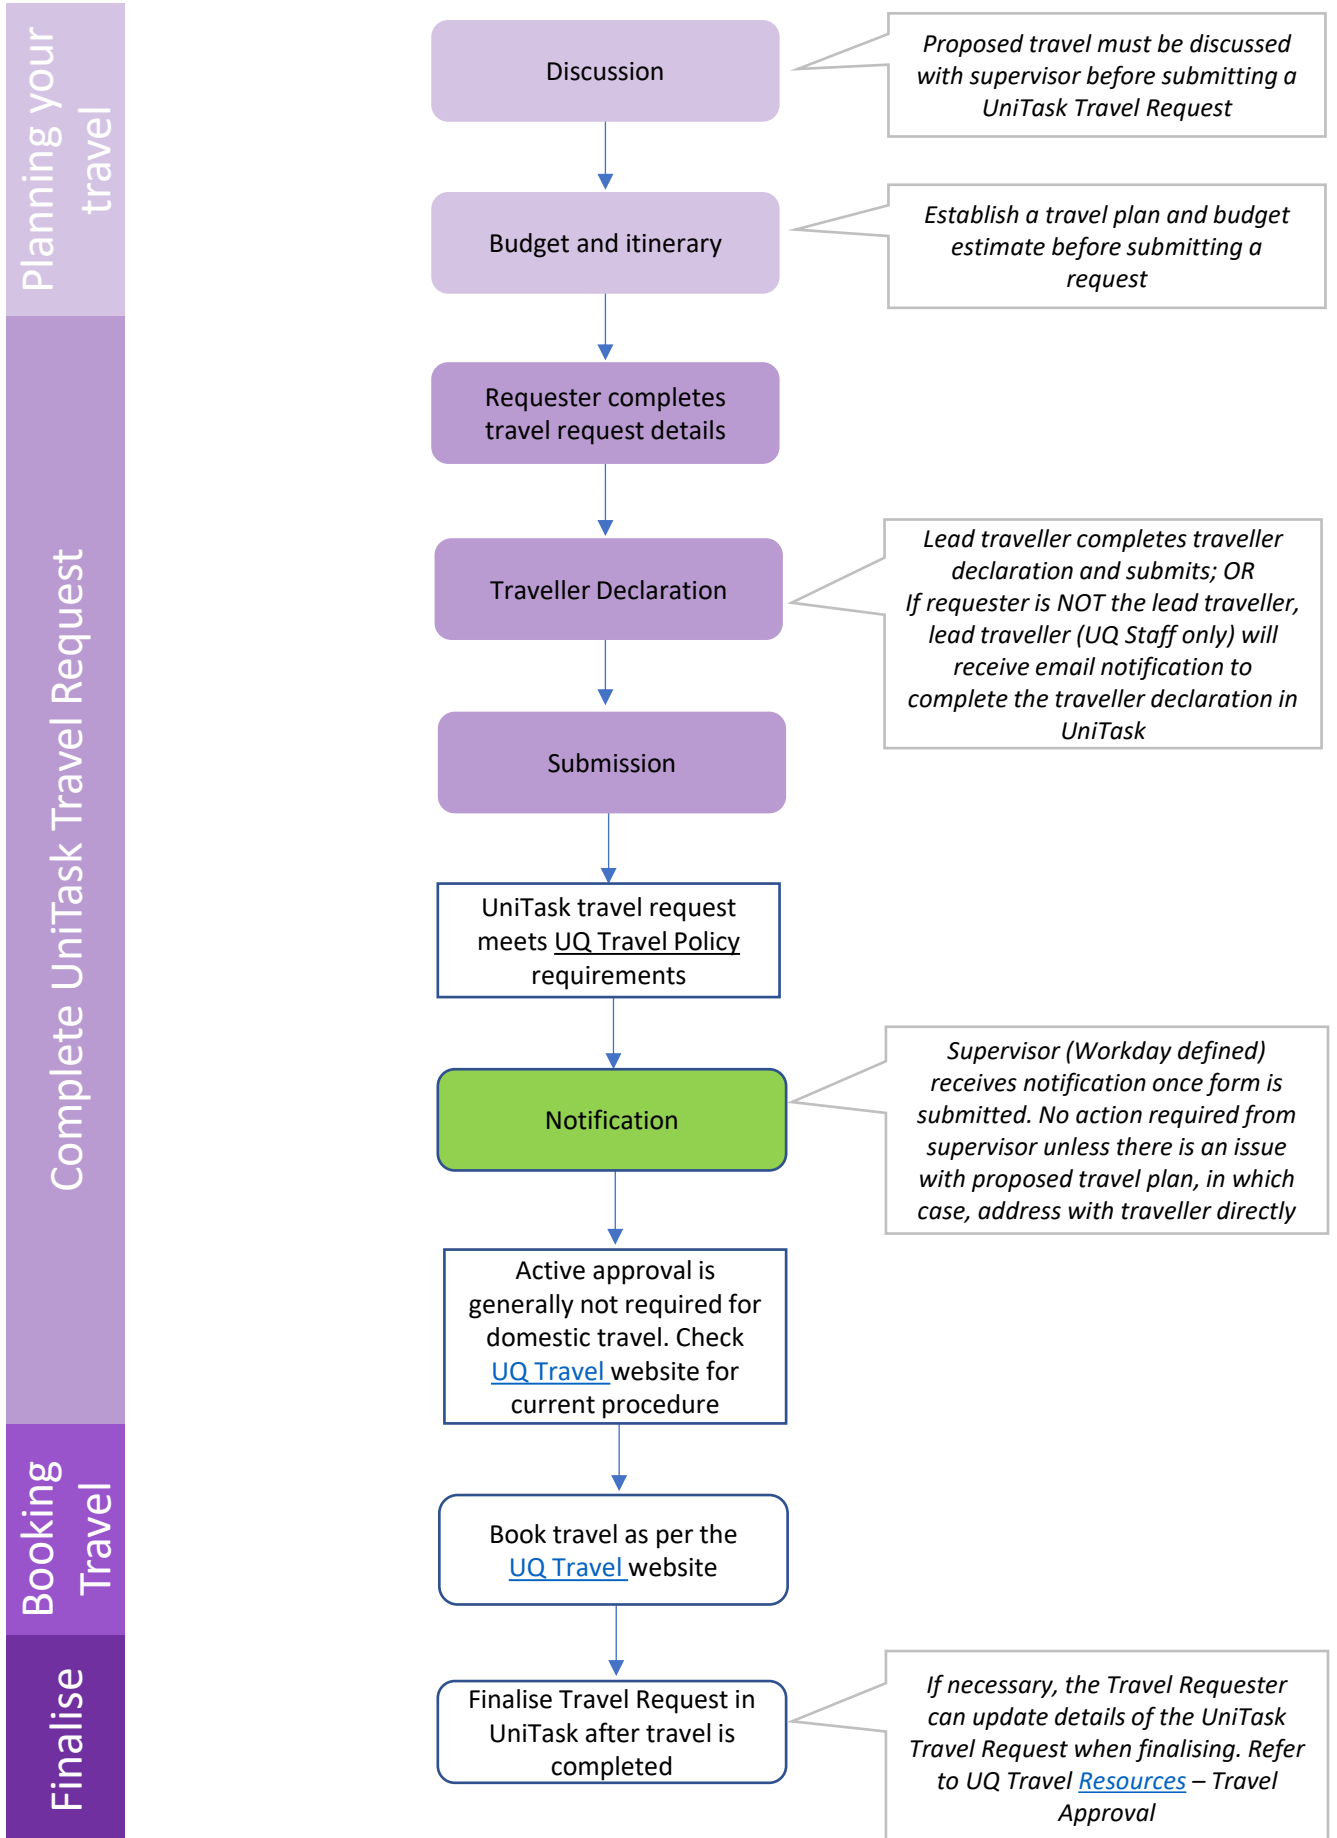 Planning your
travel
Discussion
Proposed travel must be discussed
with supervisor before submitting a
UniTask Travel Request
Budget and itinerary
Establish a travel plan and budget
estimate before submitting a
request
Complete UniTask Travel Request
Requester completes
travel request details
Traveller Declaration
Lead traveller completes traveller
declaration and submits; OR
If requester is NOT the lead traveller,
lead traveller (UQ Staff only) will
receive email notification to
complete the traveller declaration in
UniTask
Submission
UniTask travel request
meets UQ Travel Policy
requirements
Notification
Supervisor (Workday defined)
receives notification once form is
submitted. No action required from
supervisor unless there is an issue
with proposed travel plan, in which
case, address with traveller directly
Active approval is
generally not required for
domestic travel. Check
UQ Travel website for
current procedure
Booking
Travel
Book travel as per the
UQ Travel website
Finalise
Finalise Travel Request in
UniTask after travel is
completed
If necessary, the Travel Requester
can update details of the UniTask
Travel Request when finalising. Refer
to UQ Travel Resources – Travel
Approval